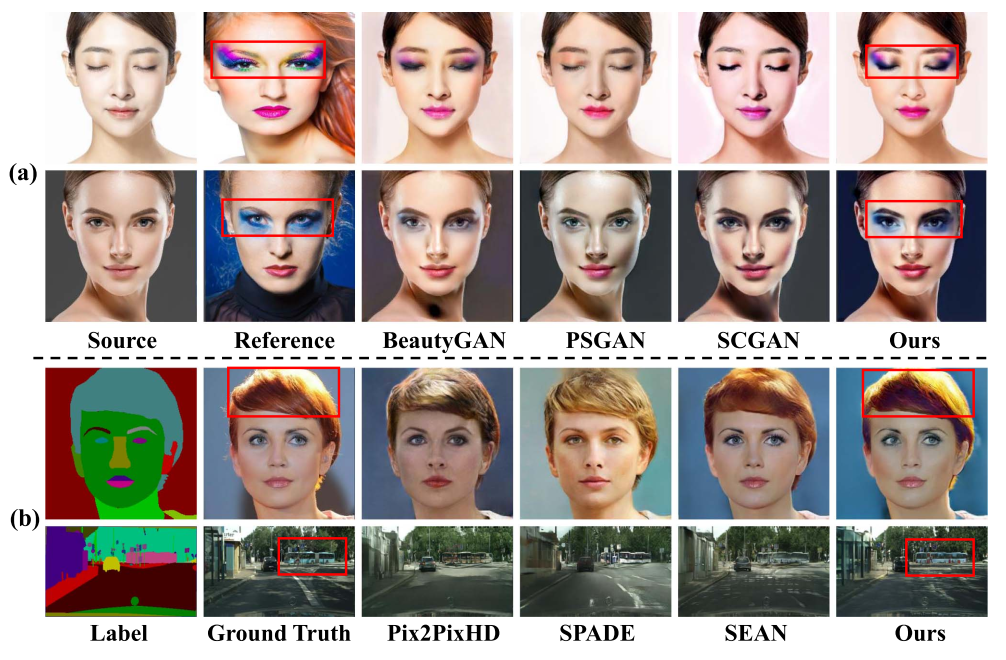 (a)
Source Reference BeautyGAN PSGAN SCGAN Ours
(b)
Label Ground Truth Pix2PixHD SPADE SEAN Ours